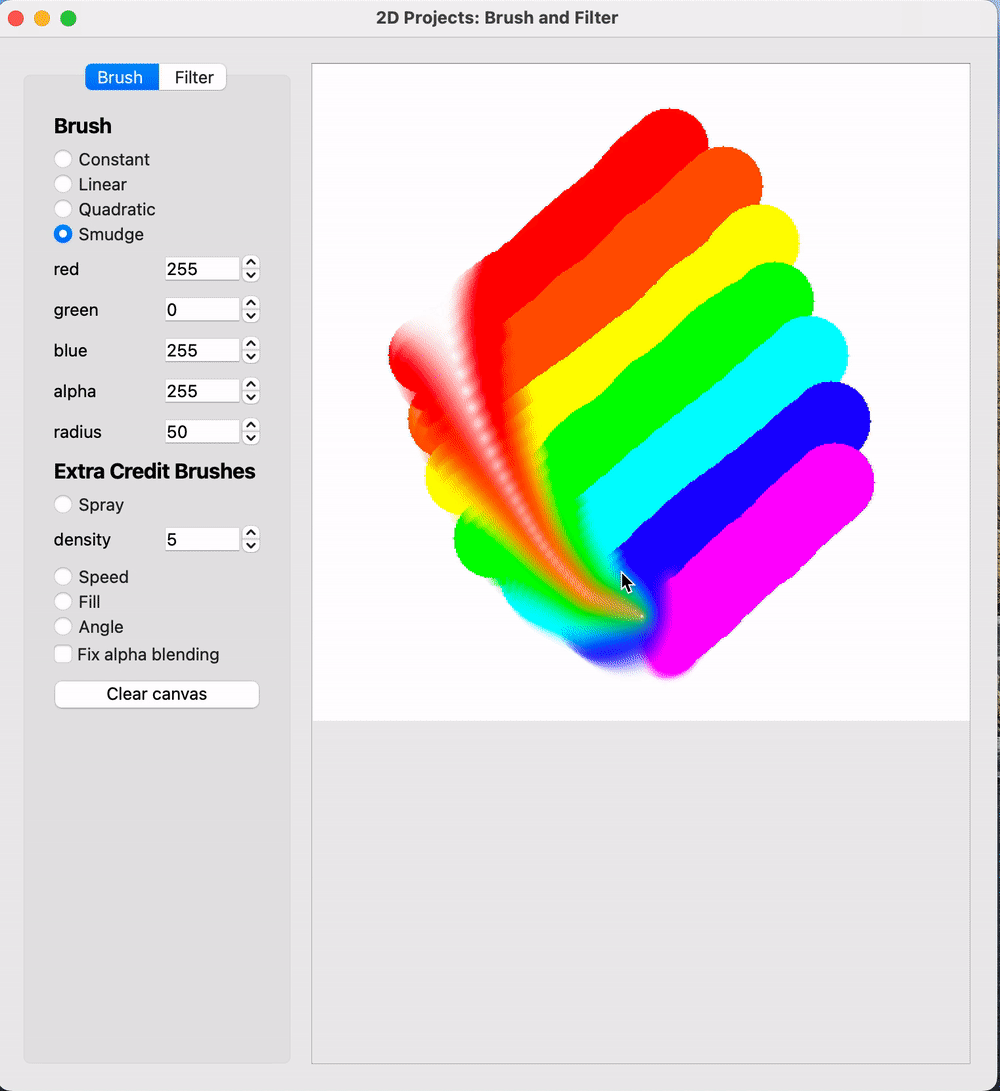 2D Projects: Brush and Filter
Brush Filter
Brush
Constant
Linear
Quadratic
Smudge
red 255
green 0
blue 255
alpha 255
radius 50
Extra Credit Brushes
Spray
density 5
Speed
Fill
Angle
Fix alpha blending
Clear canvas